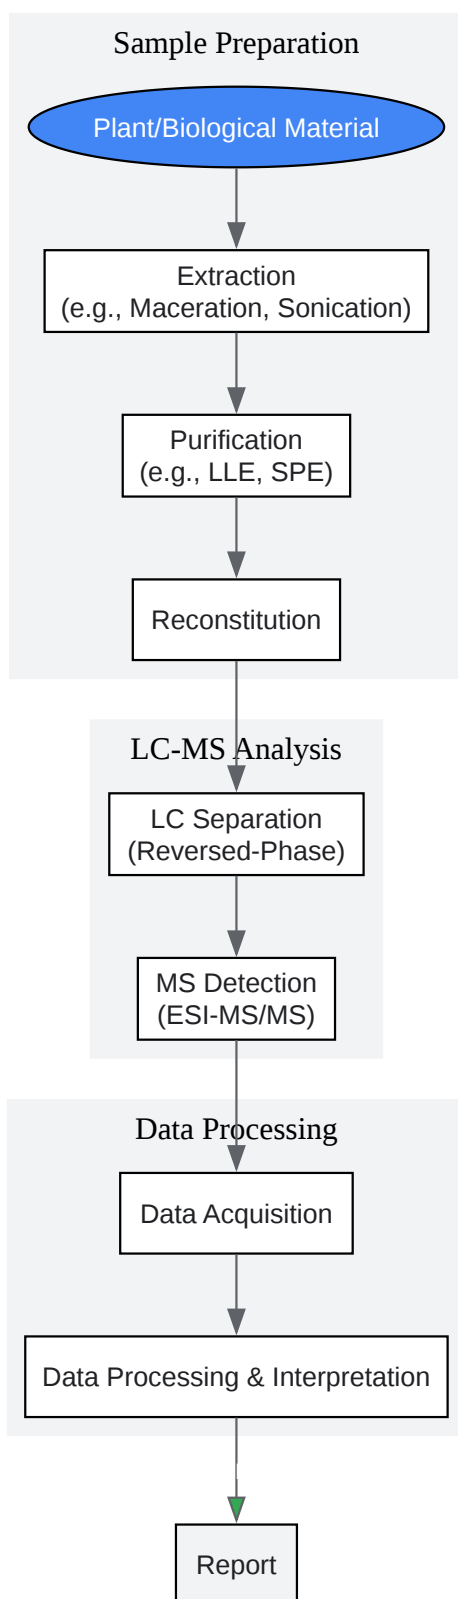 Sample Preparation
Plant/Biological Material
Extraction
(e.g., Maceration, Sonication)
Purification
(e.g., LLE, SPE)
Reconstitution
LC-MS Analysis
LC Separation
(Reversed-Phase)
MS Detection
(ESI-MS/MS)
Data Processing
Data Acquisition
Data Processing & Interpretation
Report